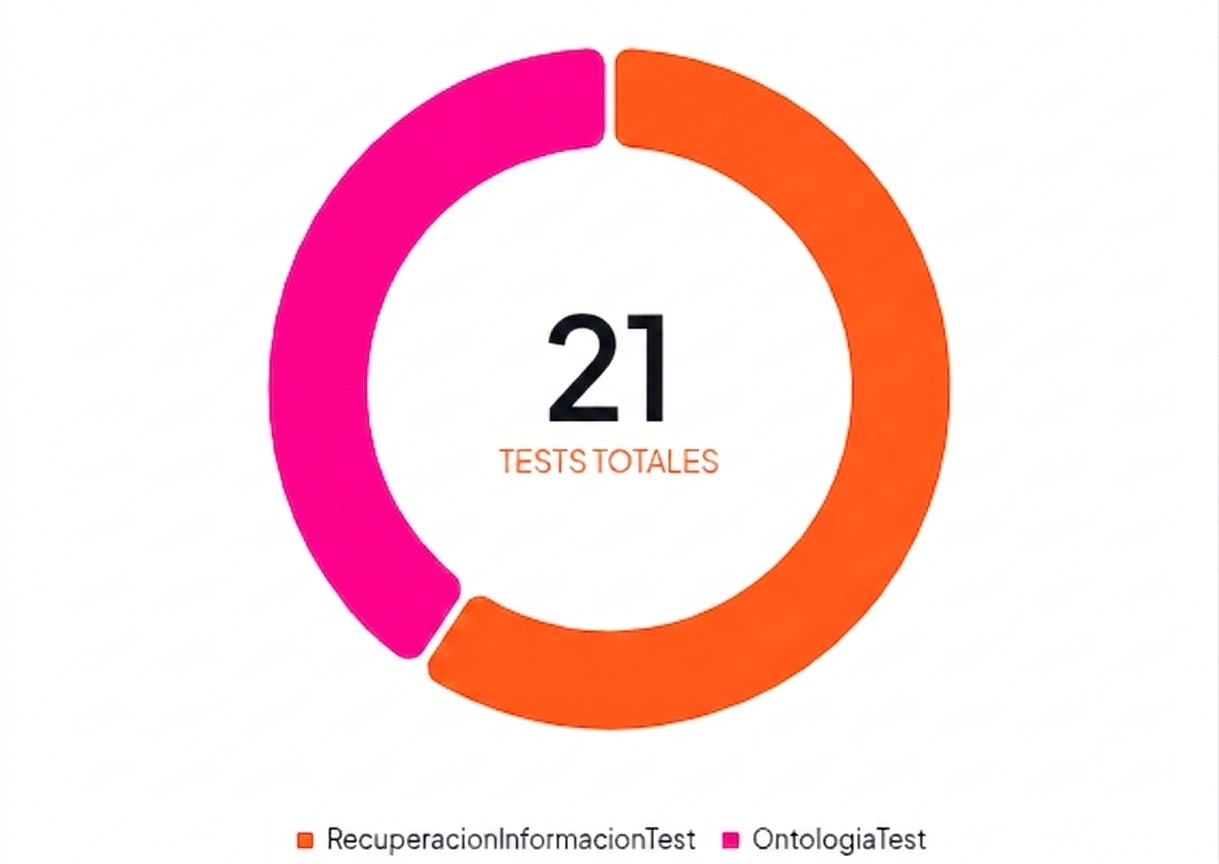 21
TESTS TOTALES
RecuperacionInformacionTest OntologiaTest